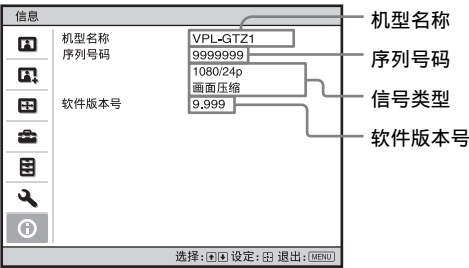 信息
机型名称 VPL-GTZ1
序列号码 9999999
1080/24p
画面压缩
软件版本号 9.999
选择: 设定: 退出: MENU
机型名称
序列号码
信号类型
软件版本号